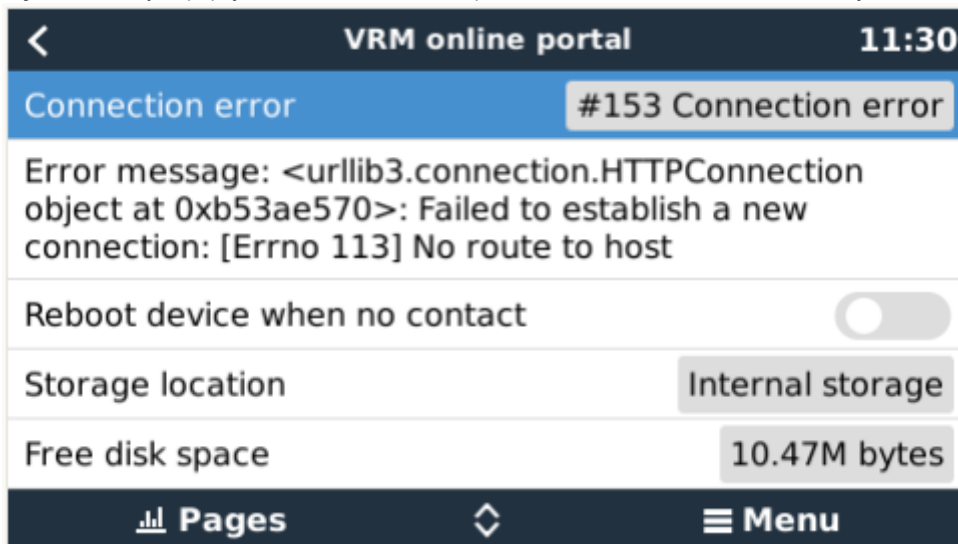 VRM online portal 11:30
Connection error #153 Connection error
Error message: <urllib3.connection.HTTPConnection
object at 0xb53ae570>: Failed to establish a new
connection: [Errno 113] No route to host
Reboot device when no contact
Storage location Internal storage
Free disk space 10.47M bytes
Pages Menu